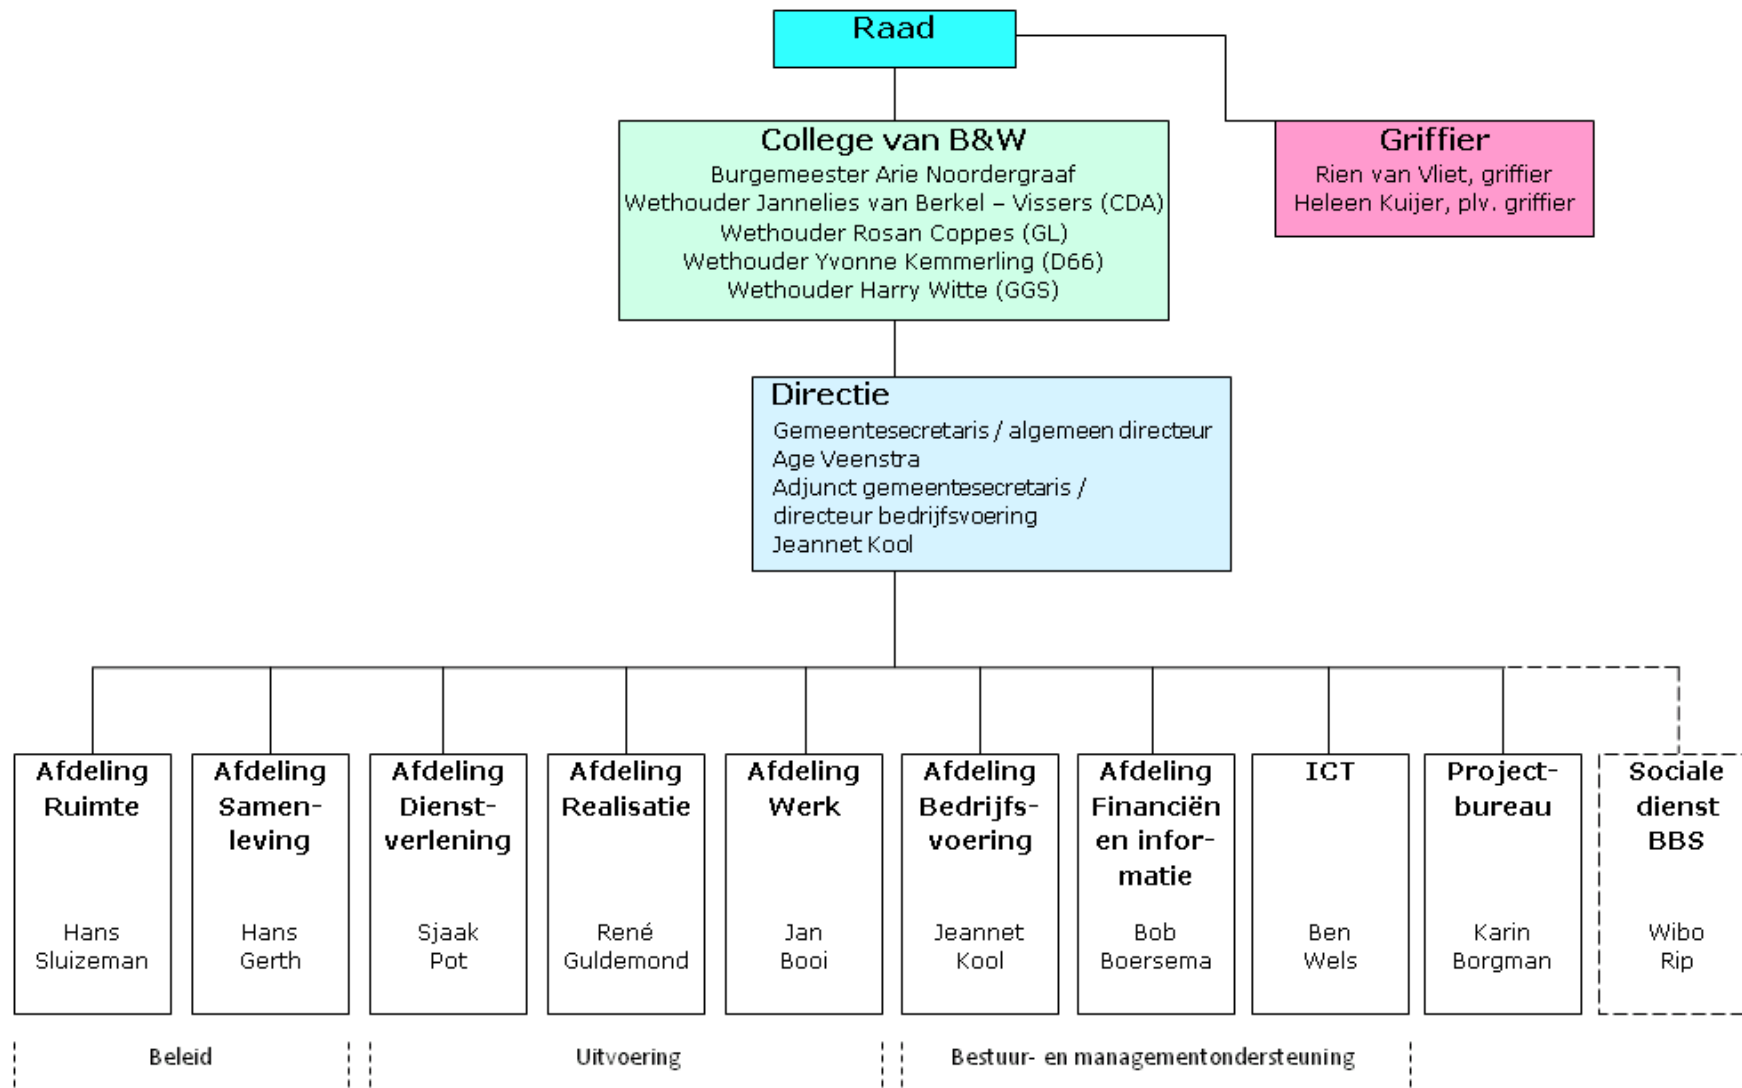 Raad
College van B&W
Burgemeester Arie Noordergraaf
Wethouder Jannelies van Berkel – Vissers (CDA)
Wethouder Rosan Coppes (GL)
Wethouder Yvonne Kemmerling (D66)
Wethouder Harry Witte (GGS)
Griffier
Rien van Vliet, griffier
Heleen Kuijer, plv. griffier
Directie
Gemeentesecretaris / algemeen directeur
Age Veenstra
Adjunct gemeentesecretaris /
directeur bedrijfsvoering
Jeannet Kool
Afdeling
Ruimte
Hans
Sluizeman
Afdeling
Samen-
leving
Hans
Gerth
Afdeling
Dienst-
verlening
Sjaak
Pot
Afdeling
Realisatie
René
Guldemond
Afdeling
Werk
Jan
Booi
Afdeling
Bedrijfs-
voering
Jeannet
Kool
Afdeling
Financiën
en infor-
matie
Bob
Boersema
ICT
Ben
Wels
Project-
bureau
Karin
Borgman
Sociale
dienst
BBS
Wibo
Rip
Beleid
Uitvoering
Bestuur- en managementondersteuning